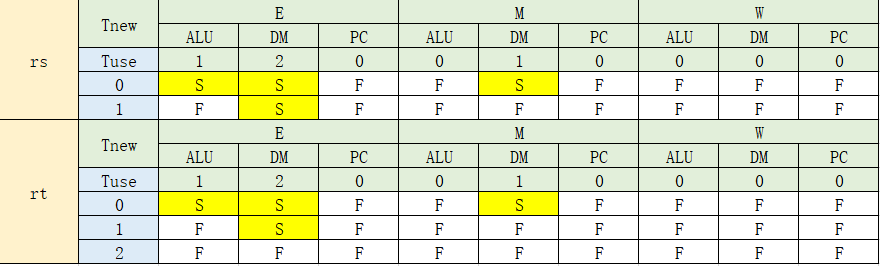 Tnew E M W
ALU DM PC ALU DM PC ALU DM PC
rs Tuse 1 2 0 0 1 0 0 0 0
0 S S F F S F F F F
1 F S F F F F F F F
Tnew E M W
ALU DM PC ALU DM PC ALU DM PC
rt Tuse 1 2 0 0 1 0 0 0 0
0 S S F F S F F F F
1 F S F F F F F F F
2 F F F F F F F F F